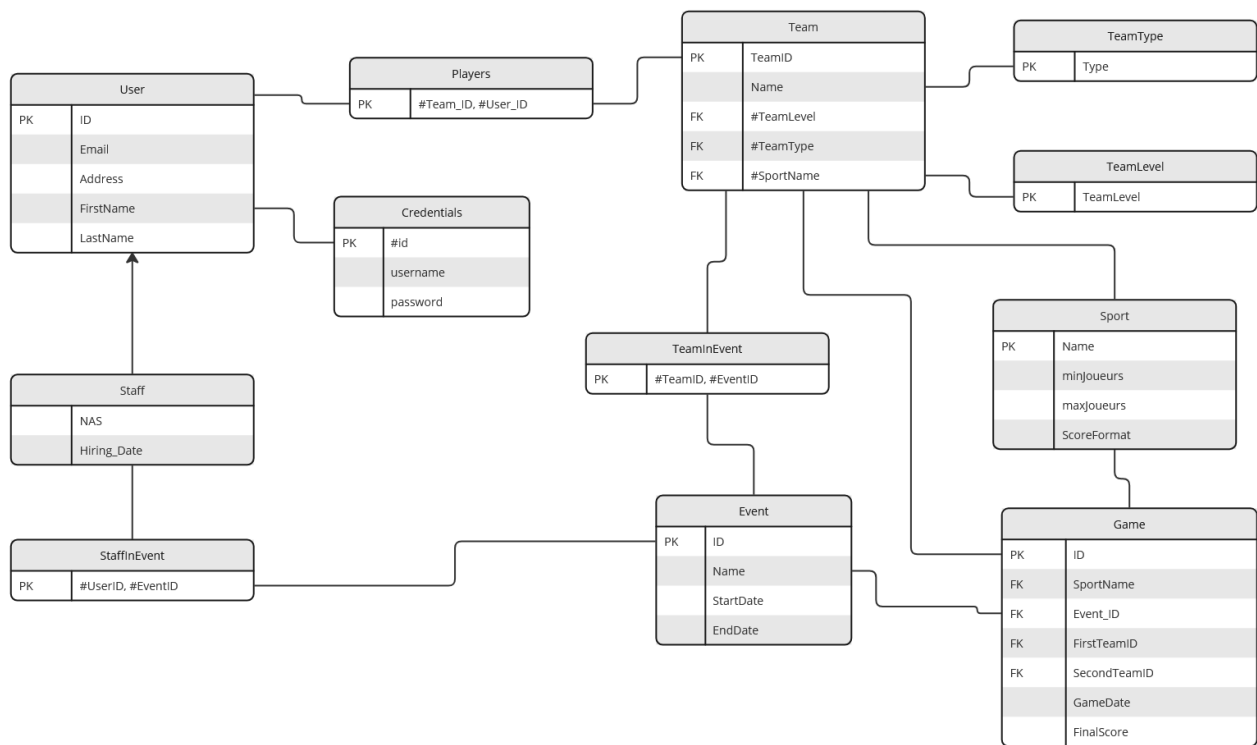 User
PK ID
Email
Address
FirstName
LastName
Players
PK #Team_ID, #User_ID
Credentials
PK #id
username
password
Team
PK TeamID
Name
FK #TeamLevel
FK #TeamType
FK #SportName
TeamType
PK Type
TeamLevel
PK TeamLevel
Sport
PK Name
minJoueurs
maxJoueurs
ScoreFormat
TeamInEvent
PK #TeamID, #EventID
Staff
NAS
Hiring_Date
StaffInEvent
PK #UserID, #EventID
Event
PK ID
Name
StartDate
EndDate
Game
PK ID
FK SportName
FK Event_ID
FK FirstTeamID
FK SecondTeamID
GameDate
FinalScore